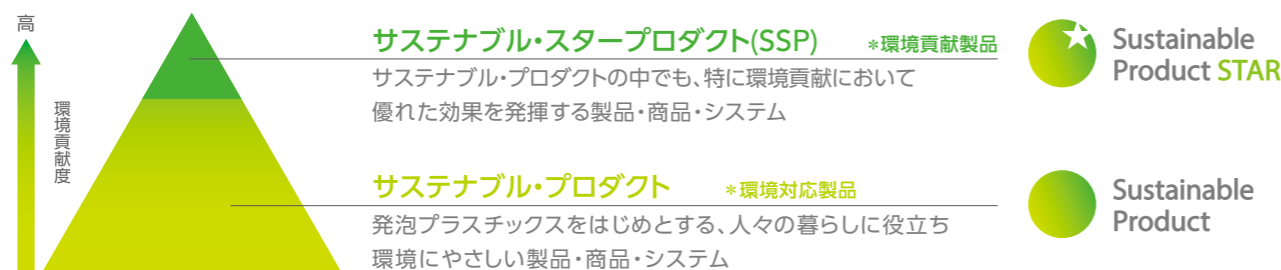 高
環境貢献度
サステナブル・スタープロダクト(SSP) *環境貢献製品
サステナブル・プロダクトの中でも、特に環境貢献において
優れた効果を発揮する製品・商品・システム
Sustainable
Product STAR
サステナブル・プロダクト *環境対応製品
発泡プラスチックスをはじめとする、人々の暮らしに役立ち
環境にやさしい製品・商品・システム
Sustainable
Product